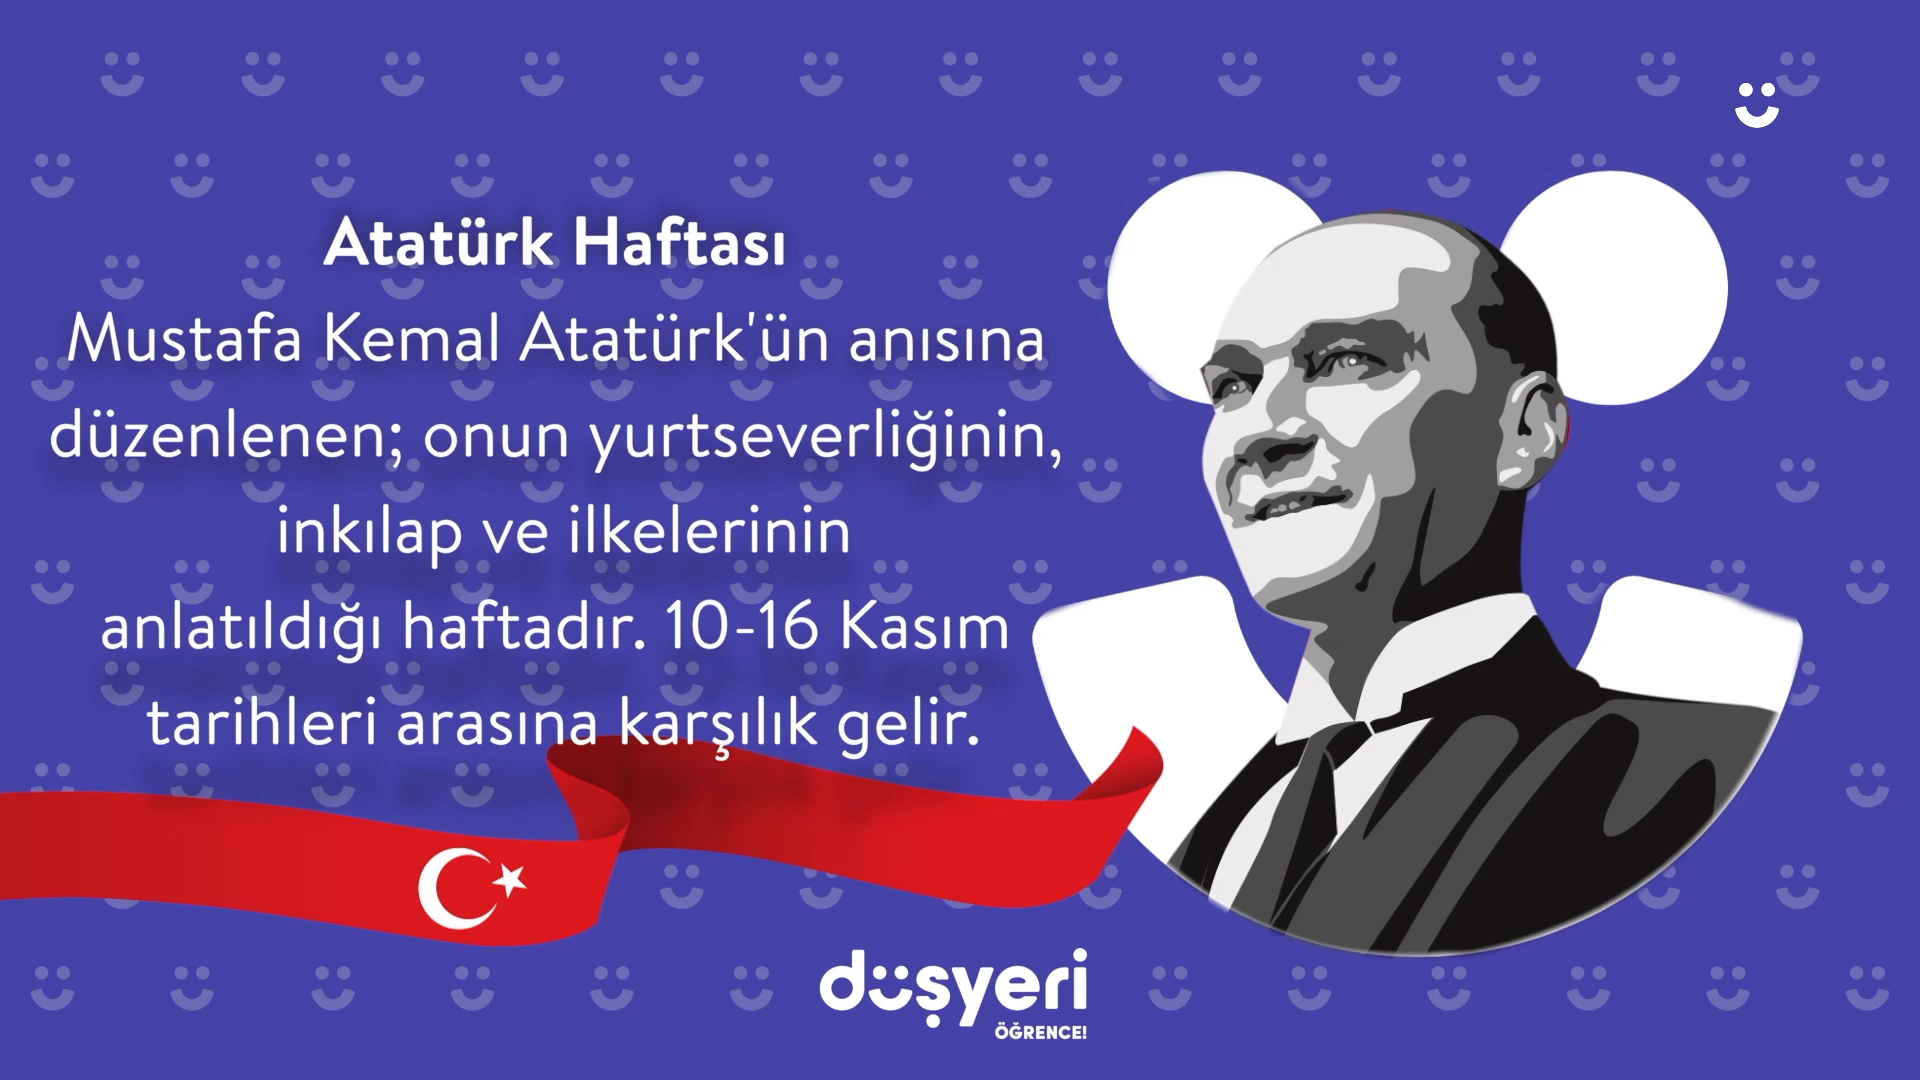 Atatürk Haftası
Mustafa Kemal Atatürk'ün anısına
düzenlenen; onun yurtseverliğinin,
inkılap ve ilkelerinin
anlatıldığı haftadır. 10-16 Kasım
tarihleri arasına karşılık gelir.
düşyeri
ÖĞRENCE!